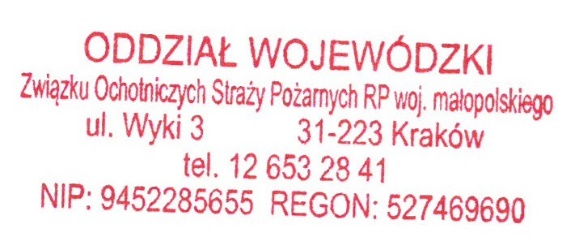 ODDZIAŁ WOJEWÓDZKI
Związku Ochotniczych Straży Pożarnych RP woj. małopolskiego
ul. Wyki 3 31-223 Kraków
tel. 12 653 28 41
NIP: 9452285655 REGON: 527469690